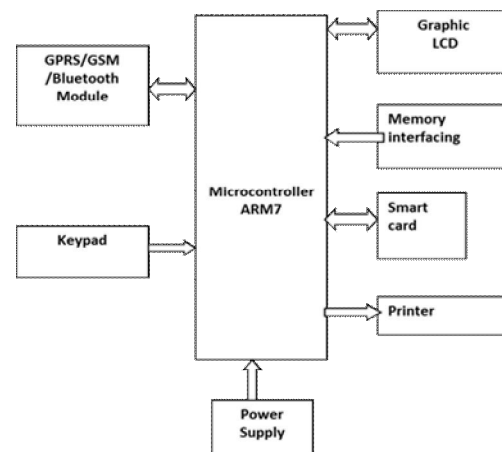 GPRS/GSM
/Bluetooth
Module
Keypad
Microcontroller
ARM7
Graphic
LCD
Memory
interfacing
Smart
card
Printer
Power
Supply